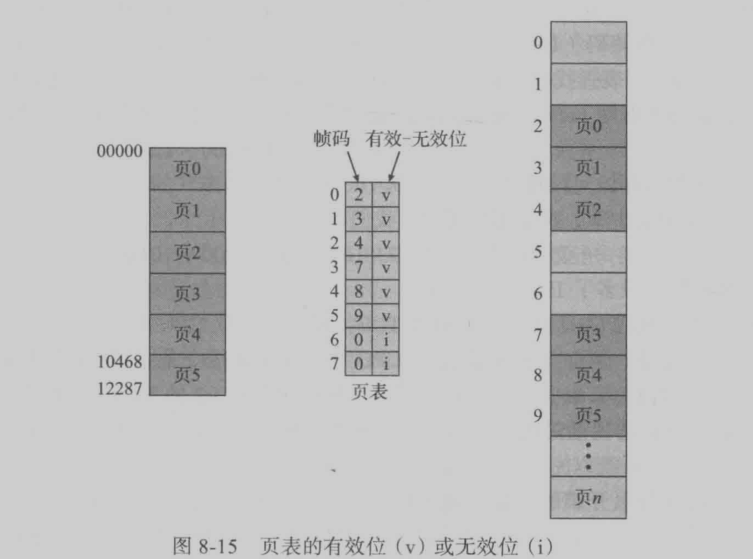 00000
页0
页1
页2
页3
页4
10468
页5
12287
帧码 有效-无效位
0 2 v
1 3 v
2 4 v
3 7 v
4 8 v
5 9 v
6 0 i
7 0 i
页表
0
1
2 页0
3 页1
4 页2
5
6
7 页3
8 页4
9 页5
页n
图 8-15 页表的有效位（v）或无效位（i）